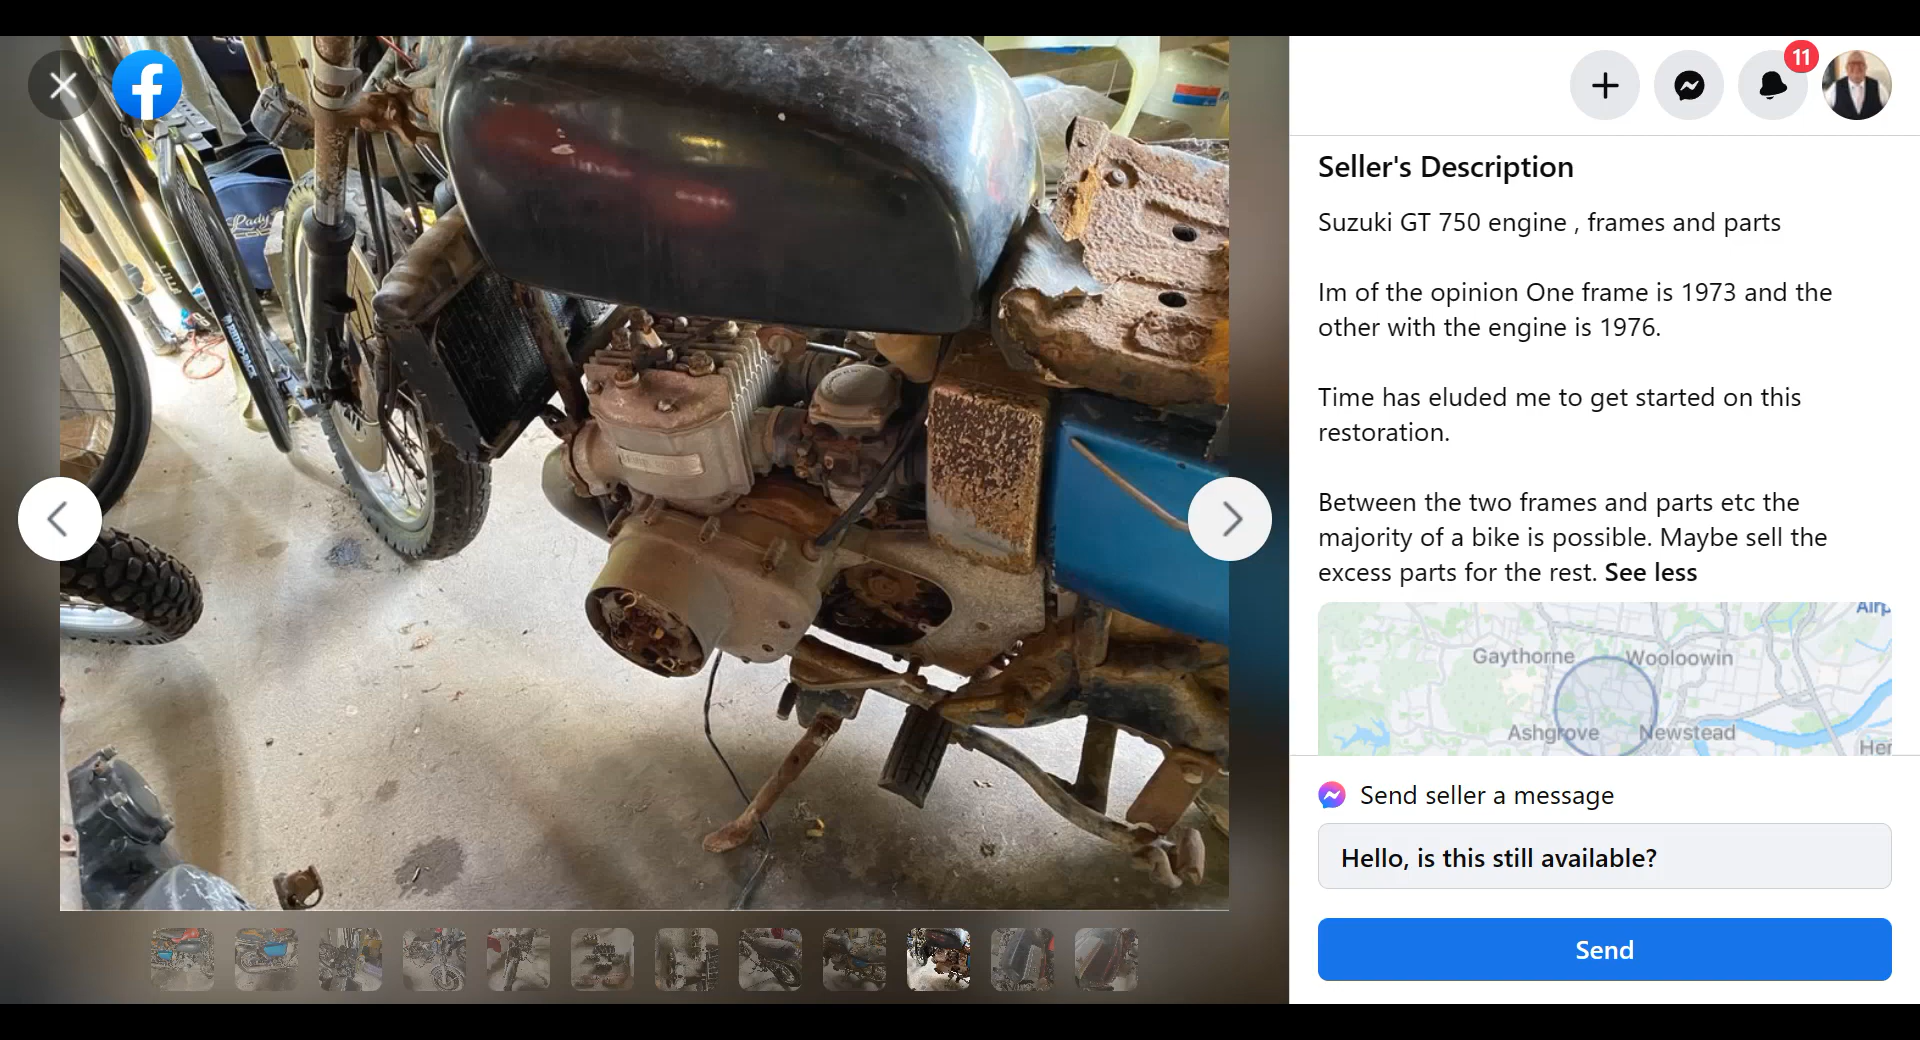 11
Seller's Description
Suzuki GT 750 engine , frames and parts
Im of the opinion One frame is 1973 and the
other with the engine is 1976.
Time has eluded me to get started on this
restoration.
Between the two frames and parts etc the
majority of a bike is possible. Maybe sell the
excess parts for the rest. See less
Gaythorne
Wooloowin
Ashgrove
Newstead
Send seller a message
Hello, is this still available?
Send